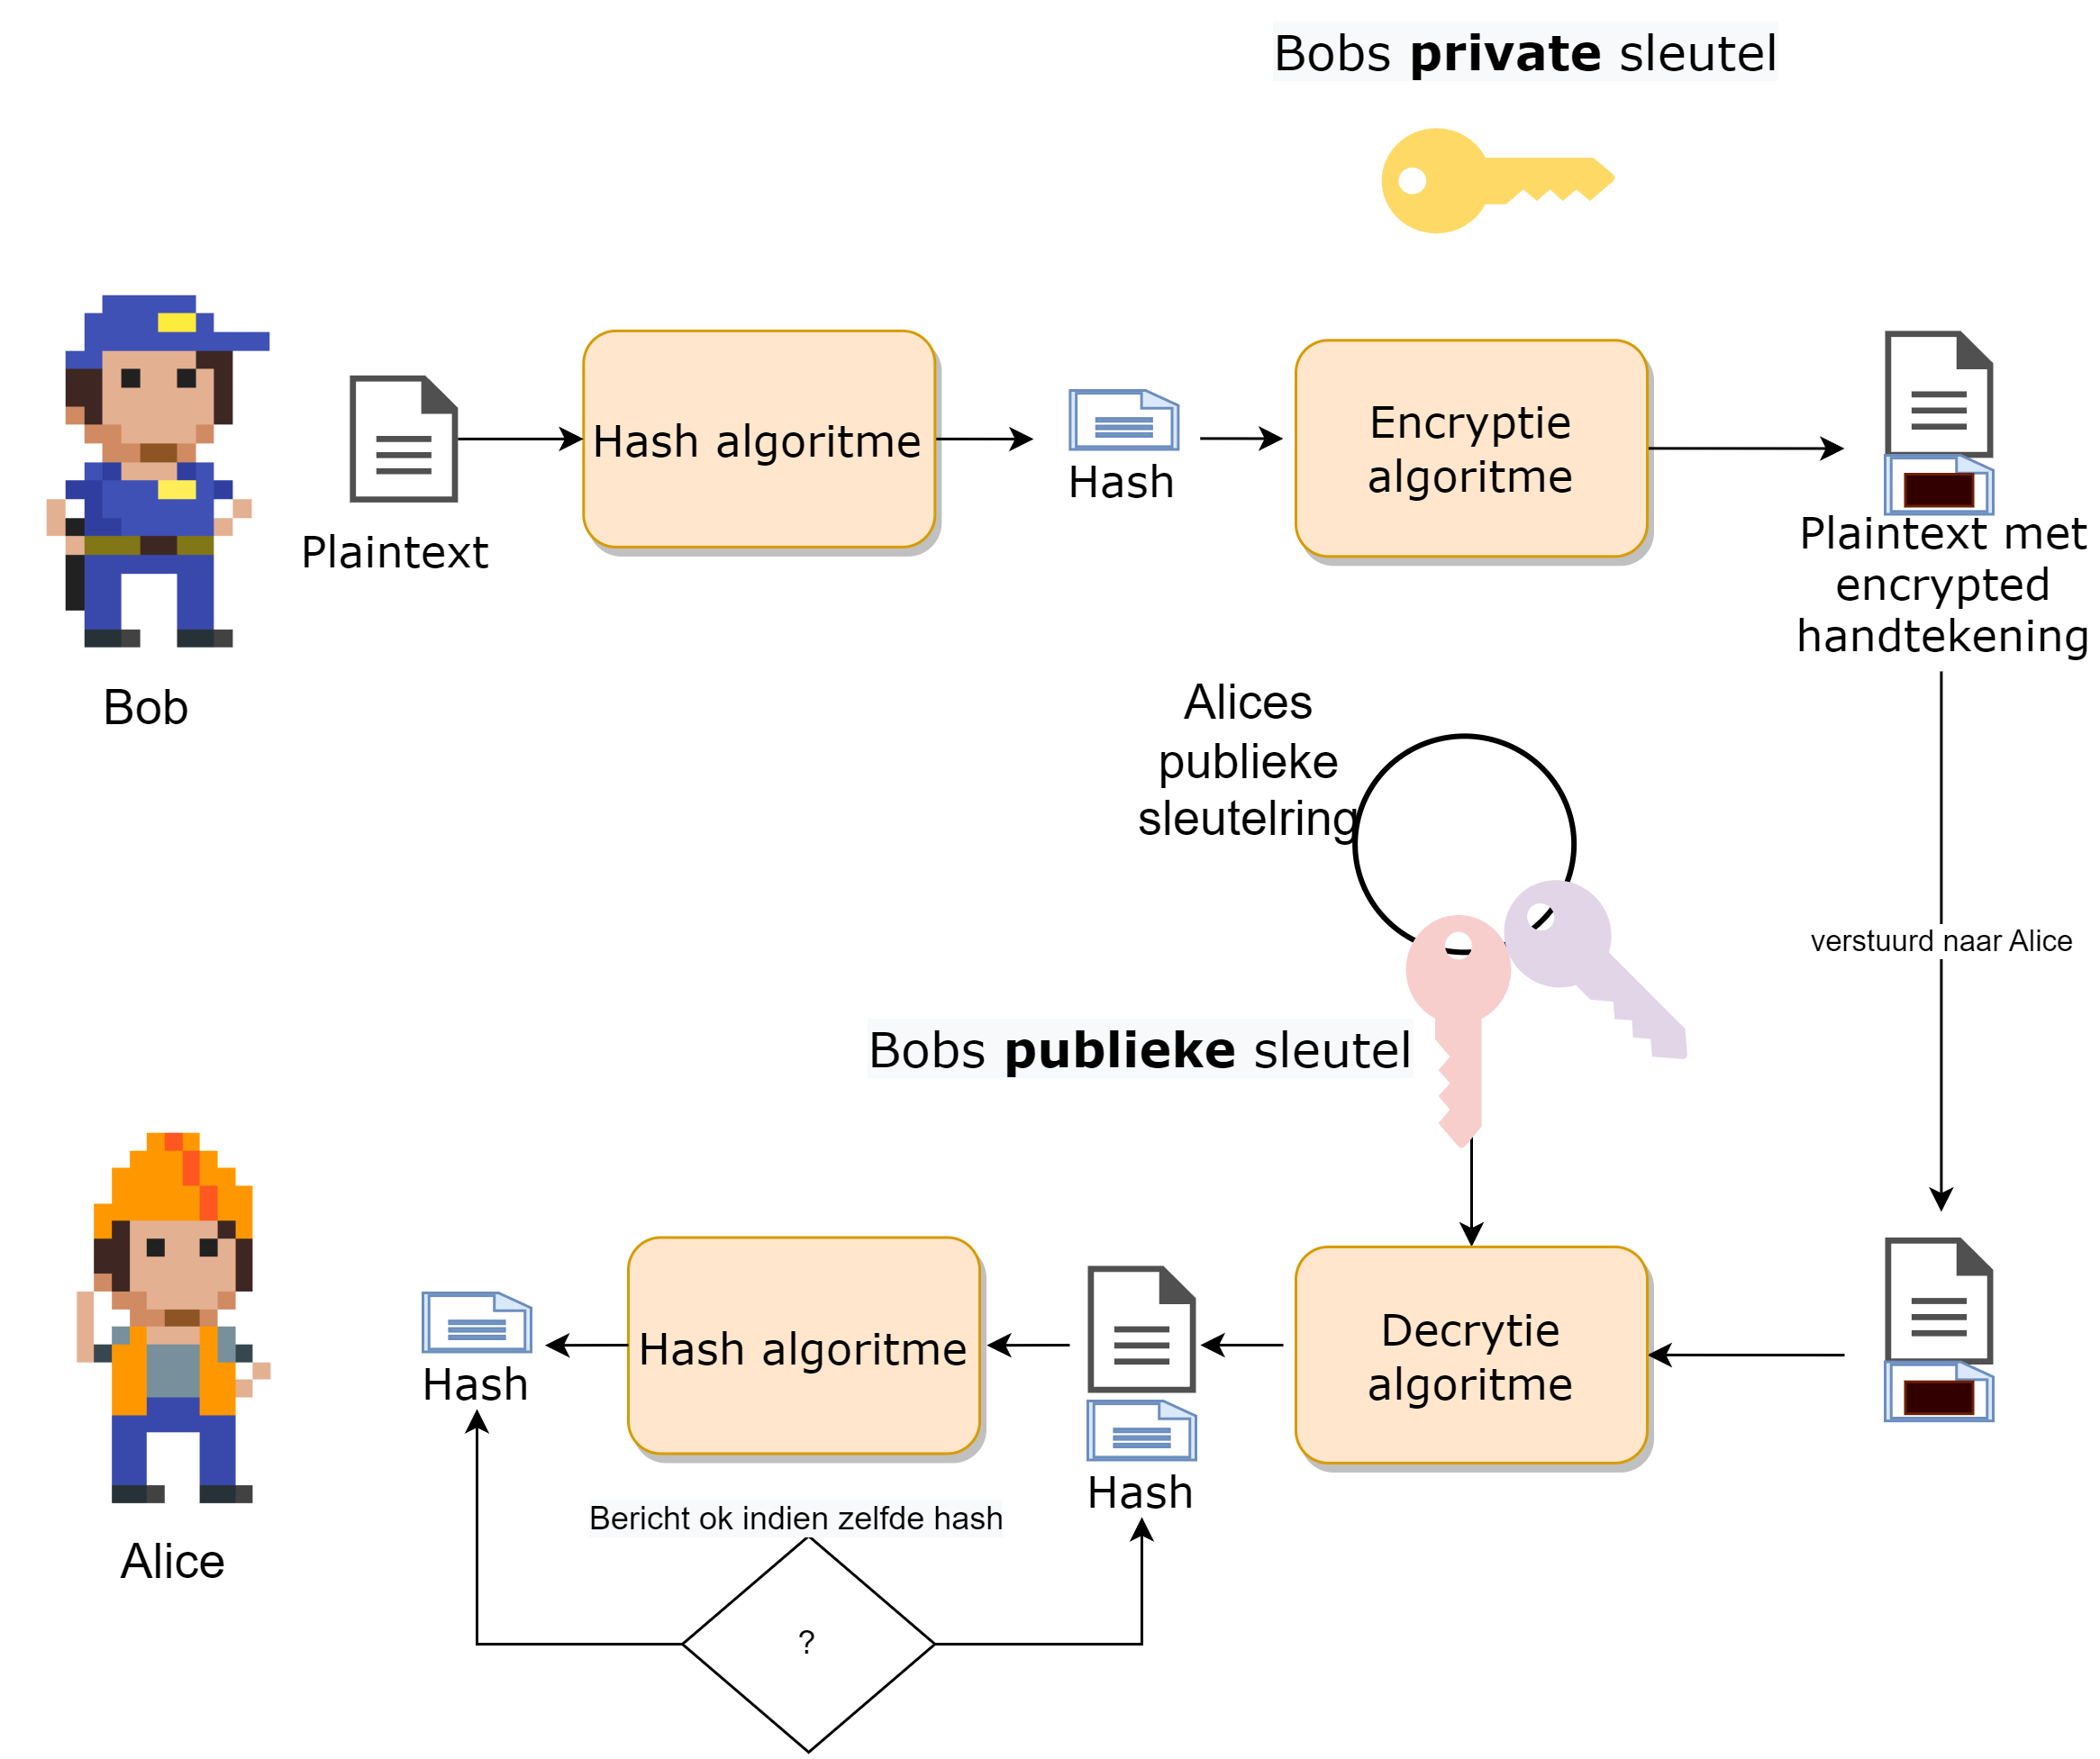 Bobs private sleutel
Hash algoritme
Encryptie
algoritme
Hash
Plaintext
Plaintext met
encrypted
handtekening
Bob
Alices
publieke
sleutelring
verstuurd naar Alice
Bobs publieke sleutel
Decrytie
algoritme
Hash algoritme
Hash
Hash
Bericht ok indien zelfde hash
Alice
?